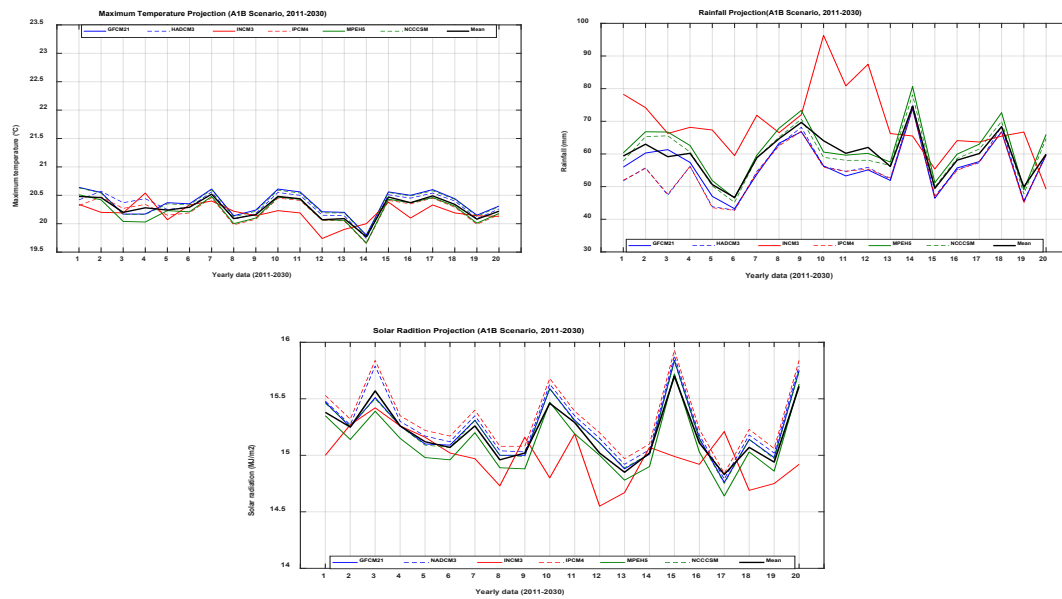 Maximum Temperature Projection (A1B Scenario, 2011-2030)
23.5
23
22.5
22
21.5
21
20.5
20
19.5
Maximum temperature (°C)
GFCM21 HADCM3 INCM3 IPCM4 MPEH5 NCCCSM Mean
1 2 3 4 5 6 7 8 9 10 11 12 13 14 15 16 17 18 19 20
Yearly data (2011-2030)
Rainfall Projection(A1B Scenario, 2011-2030)
100
90
80
70
60
50
40
30
Rainfall (mm)
GFCM21 HADCM3 INCM3 IPCM4 MPEH5 NCCCSM Mean
1 2 3 4 5 6 7 8 9 10 11 12 13 14 15 16 17 18 19 20
Yearly data (2011-2030)
Solar Radition Projection (A1B Scenario, 2011-2030)
16
15.5
15
14.5
14
Solar radiation (MJ/m2)
GFCM21 NADCM3 INCM3 IPCM4 MPEH5 NCCCSM Mean
1 2 3 4 5 6 7 8 9 10 11 12 13 14 15 16 17 18 19 20
Yearly data (2011-2030)